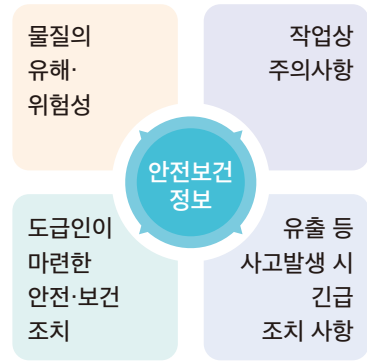 물질의
유해·
위험성
작업상
주의사항
안전보건
정보
도급인이
마련한
안전·보건
조치
유출 등
사고발생 시
긴급
조치 사항